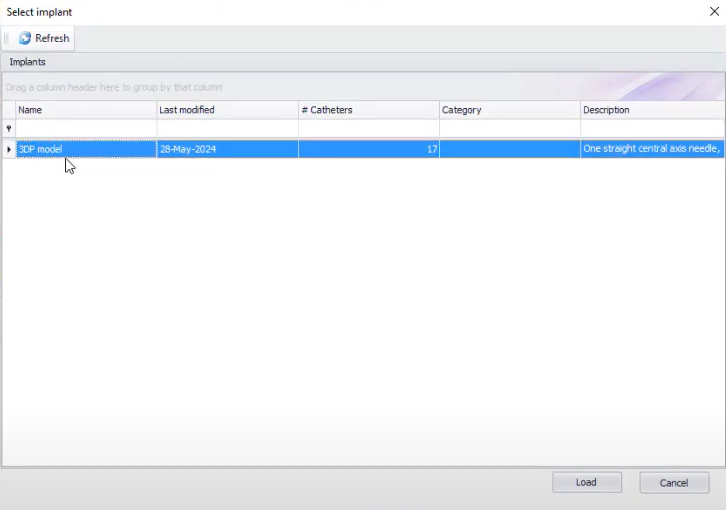 Select implant
Refresh
Implants
Drag a column header here to group by that column
Name Last modified # Catheters Category Description
3DP model 28-May-2024 17 One straight central axis needle,
Load Cancel